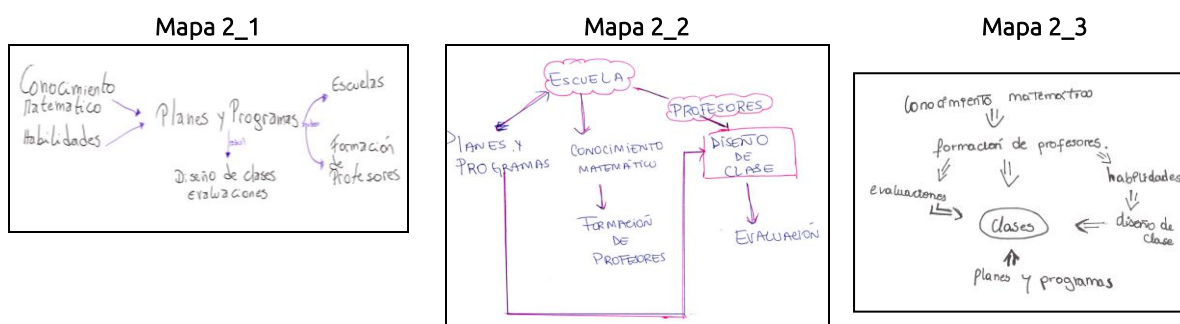 Mapa 2_1
Conocimiento
Matemático
Habilidades
Planes y Programas
Escuelas
Formación
de
Profesores
Diseño de clases
evaluaciones
Mapa 2_2
ESCUELA
PROFESORES
PLANES Y
PROGRAMAS
CONOCIMIENTO
MATEMÁTICO
DISEÑO
DE
CLASE
FORMACIÓN
DE
PROFESORES
EVALUACIÓN
Mapa 2_3
Conocimiento matemático
formación de profesores.
evaluaciones
habilidades
Clases
diseño de
clase
planes y programas